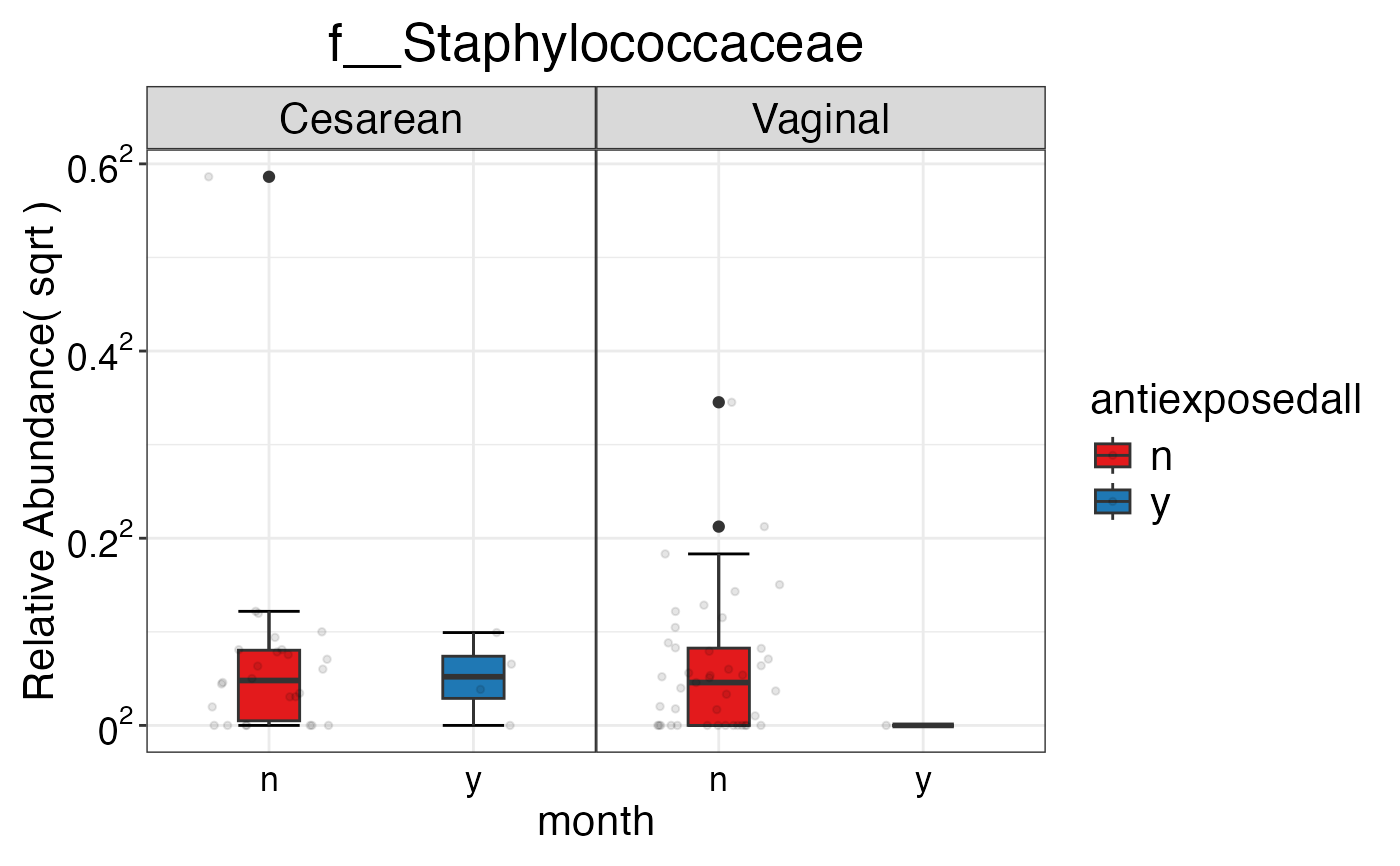 f__Staphylococcaceae
Cesarean
Vaginal
Relative Abundance( sqrt )
0.6²
0.4²
0.2²
0²
n
y
n
y
month
antiexposedall
n
y